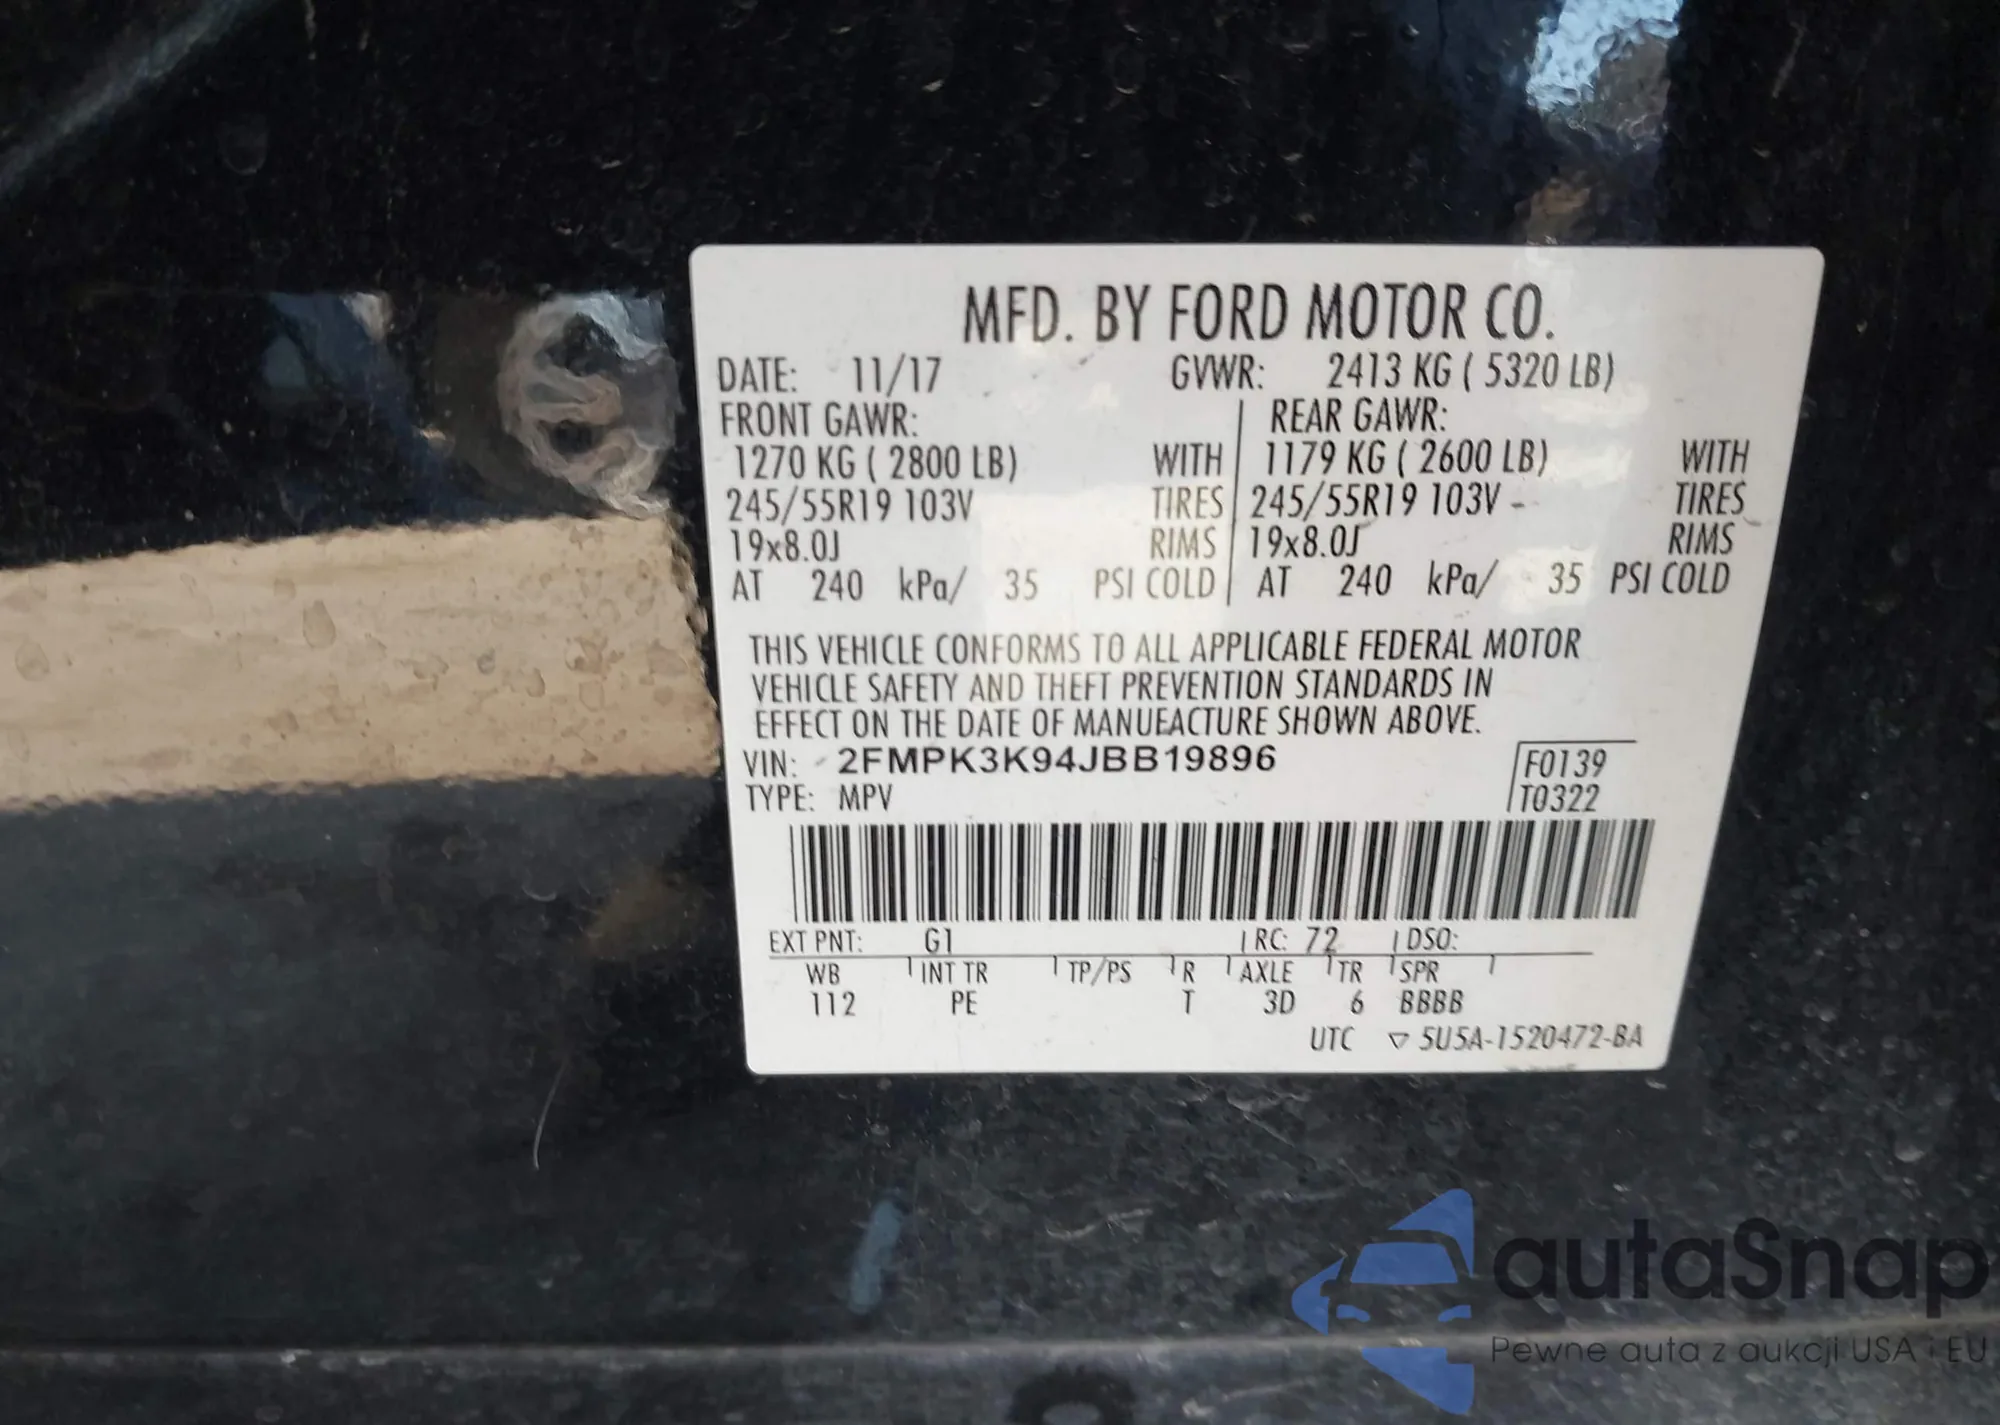 MFD. BY FORD MOTOR CO.
DATE: 11/17 GVWR: 2413 KG ( 5320 LB)
FRONT GAWR: REAR GAWR:
1270 KG ( 2800 LB) WITH 1179 KG ( 2600 LB) WITH
245/55R19 103V TIRES 245/55R19 103V TIRES
19x8.0J RIMS 19x8.0J RIMS
AT 240 kPa/ 35 PSI COLD AT 240 kPa/ 35 PSI COLD
THIS VEHICLE CONFORMS TO ALL APPLICABLE FEDERAL MOTOR
VEHICLE SAFETY AND THEFT PREVENTION STANDARDS IN
EFFECT ON THE DATE OF MANUFACTURE SHOWN ABOVE.
VIN: 2FMPK3K94JBB19896 F0139
TYPE: MPV T0322
EXT PNT: G1 RC: 72 DSO:
WB INT TR TP/PS R AXLE TR SPR
112 PE T 3D 6 BBBB
UTC ▽ 5U5A-1520472-BA
autaSnap
Pewne auta z aukcji USA i EU